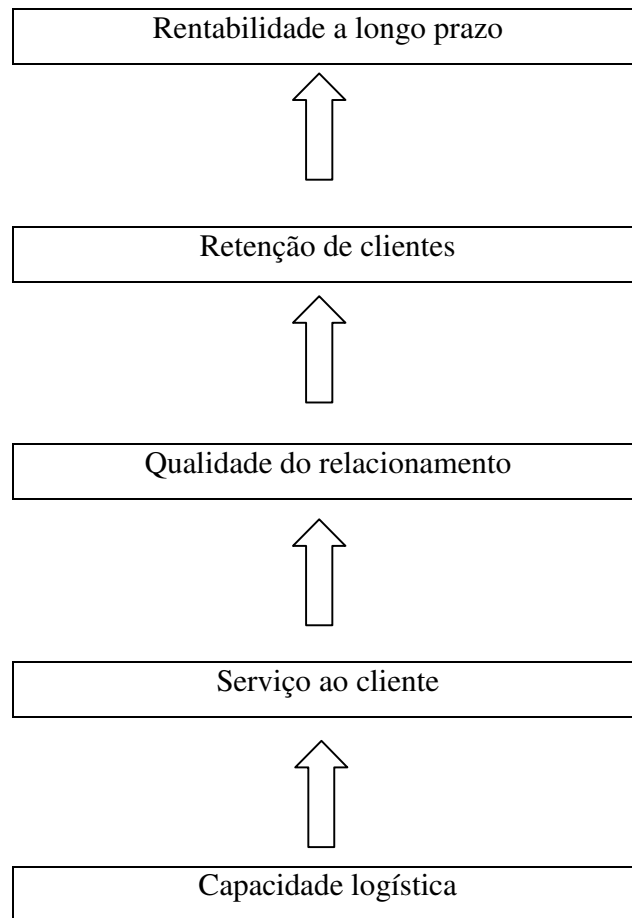 Rentabilidade a longo prazo
Retenção de clientes
Qualidade do relacionamento
Serviço ao cliente
Capacidade logística